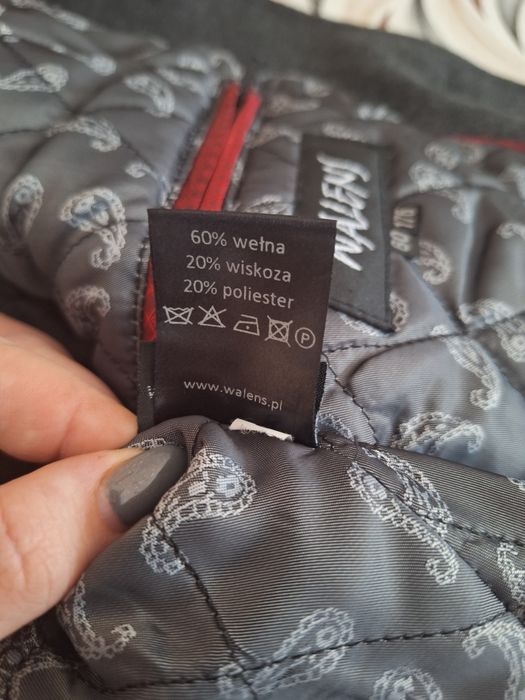 60% wełna
20% wiskoza
20% poliester
P
www.walens.pl
WALENS